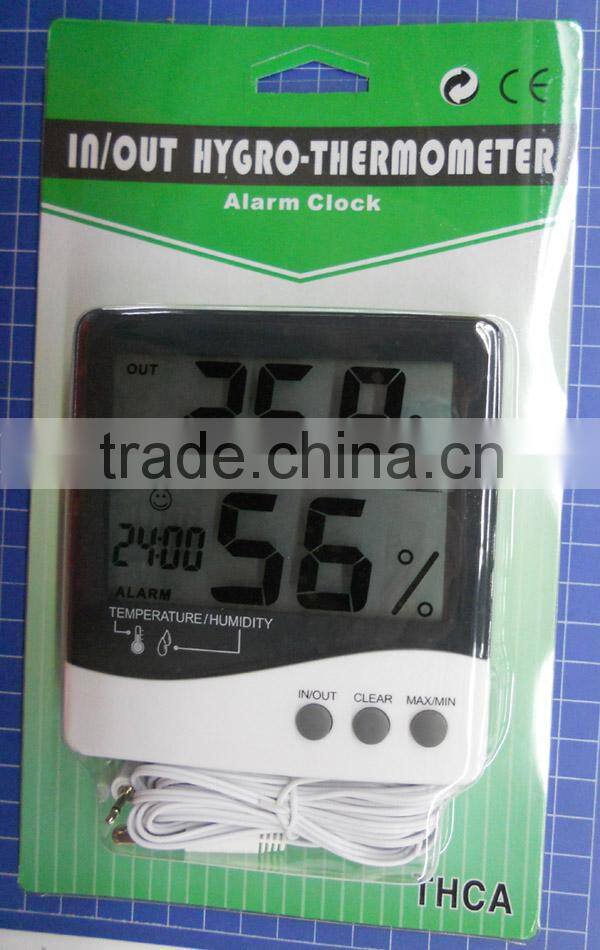 CE
IN/OUT HYGRO-THERMOMETER
Alarm Clock
OUT
trade.china.cn
24:00
56 %
ALARM
TEMPERATURE/HUMIDITY
IN/OUT CLEAR MAX/MIN
THCA